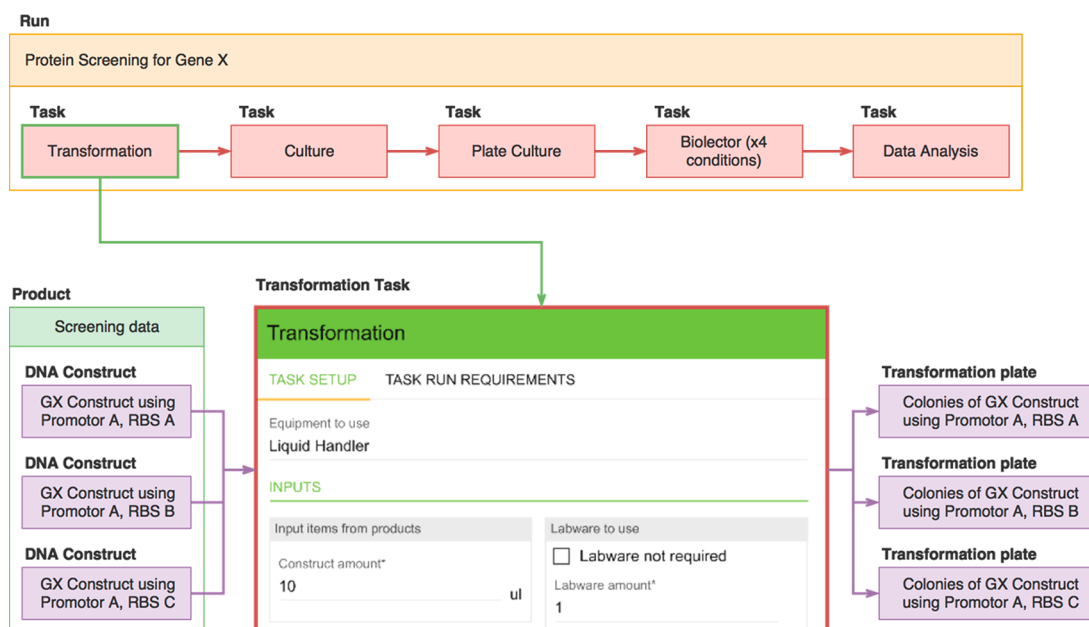 Run
Protein Screening for Gene X
Task
Task
Task
Task
Task
Transformation
Culture
Plate Culture
Biolector (x4
conditions)
Data Analysis
Product
Screening data
DNA Construct
GX Construct using
Promotor A, RBS A
DNA Construct
GX Construct using
Promotor A, RBS B
DNA Construct
GX Construct using
Promotor A, RBS C
Transformation Task
Transformation
TASK SETUP
TASK RUN REQUIREMENTS
Equipment to use
Liquid Handler
INPUTS
Input items from products
Construct amount*
10
ul
Labware to use
Labware not required
Labware amount*
1
Transformation plate
Colonies of GX Construct
using Promotor A, RBS A
Transformation plate
Colonies of GX Construct
using Promotor A, RBS B
Transformation plate
Colonies of GX Construct
using Promotor A, RBS C